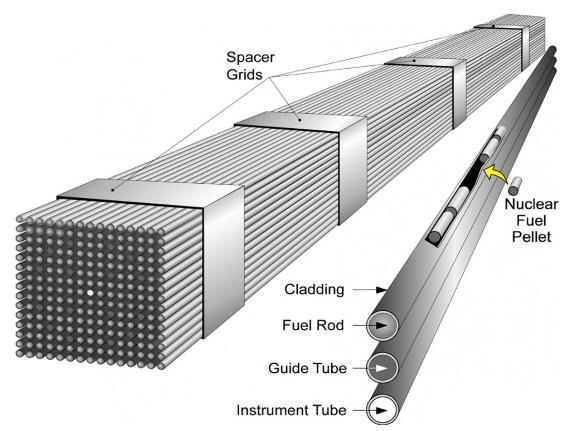 Spacer
Grids
Nuclear
Fuel
Pellet
Cladding
Fuel Rod
Guide Tube
Instrument Tube